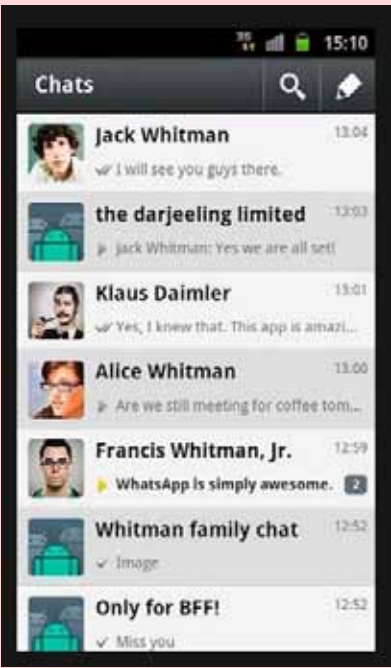 3G
15:10
Chats
Jack Whitman
13:04
I will see you guys there.
the darjeeling limited
13:03
Jack Whitman: Yes we are all set!
Klaus Daimler
13:01
Yes, I knew that. This app is amazi...
Alice Whitman
13:00
Are we still meeting for coffee tom...
Francis Whitman, Jr.
12:59
WhatsApp is simply awesome.
2
Whitman family chat
12:52
Image
Only for BFF!
12:52
Miss you